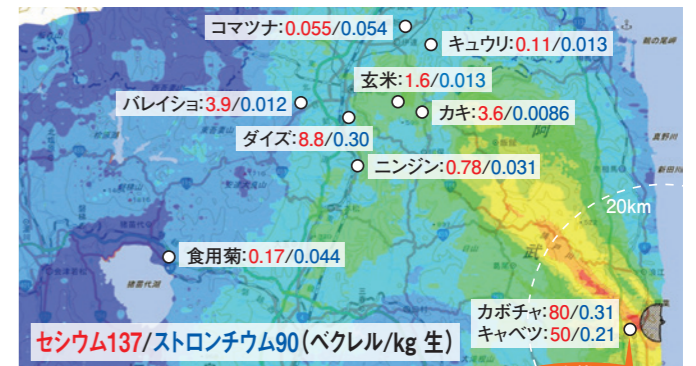 コマツナ:0.055/0.054
キュウリ:0.11/0.013
玄米:1.6/0.013
バレイショ:3.9/0.012
カキ:3.6/0.0086
ダイズ:8.8/0.30
ニンジン:0.78/0.031
20km
武
食用菊:0.17/0.044
猪苗代湖
カボチャ:80/0.31
キャベツ:50/0.21
セシウム137/ストロンチウム90(ベクレル/kg 生)